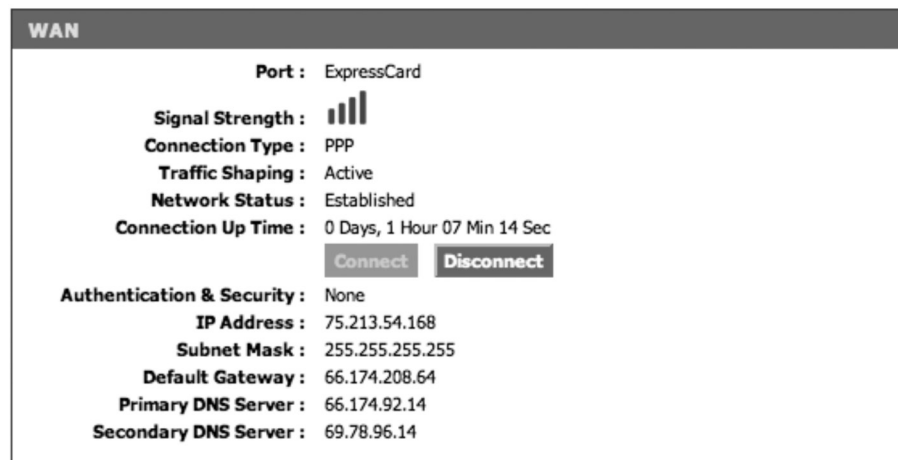 WAN
Port : ExpressCard
Signal Strength :
Connection Type : PPP
Traffic Shaping : Active
Network Status : Established
Connection Up Time : 0 Days, 1 Hour 07 Min 14 Sec
Connect Disconnect
Authentication & Security : None
IP Address : 75.213.54.168
Subnet Mask : 255.255.255.255
Default Gateway : 66.174.208.64
Primary DNS Server : 66.174.92.14
Secondary DNS Server : 69.78.96.14